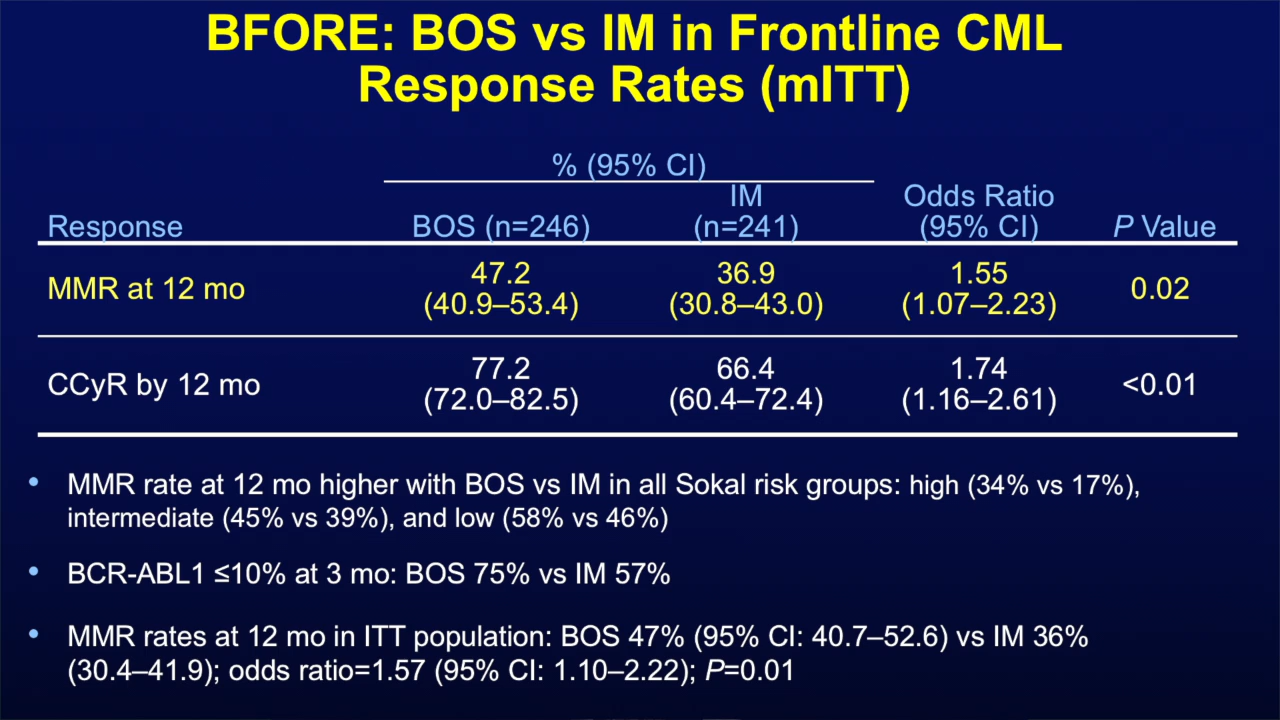 BFORE: BOS vs IM in Frontline CML
Response Rates (mITT)
% (95% CI)
Response BOS (n=246) IM (n=241) Odds Ratio (95% CI) P Value
MMR at 12 mo 47.2 (40.9–53.4) 36.9 (30.8–43.0) 1.55 (1.07–2.23) 0.02
CCyR by 12 mo 77.2 (72.0–82.5) 66.4 (60.4–72.4) 1.74 (1.16–2.61) <0.01
• MMR rate at 12 mo higher with BOS vs IM in all Sokal risk groups: high (34% vs 17%),
intermediate (45% vs 39%), and low (58% vs 46%)
• BCR-ABL1 ≤10% at 3 mo: BOS 75% vs IM 57%
• MMR rates at 12 mo in ITT population: BOS 47% (95% CI: 40.7–52.6) vs IM 36%
(30.4–41.9); odds ratio=1.57 (95% CI: 1.10–2.22); P=0.01